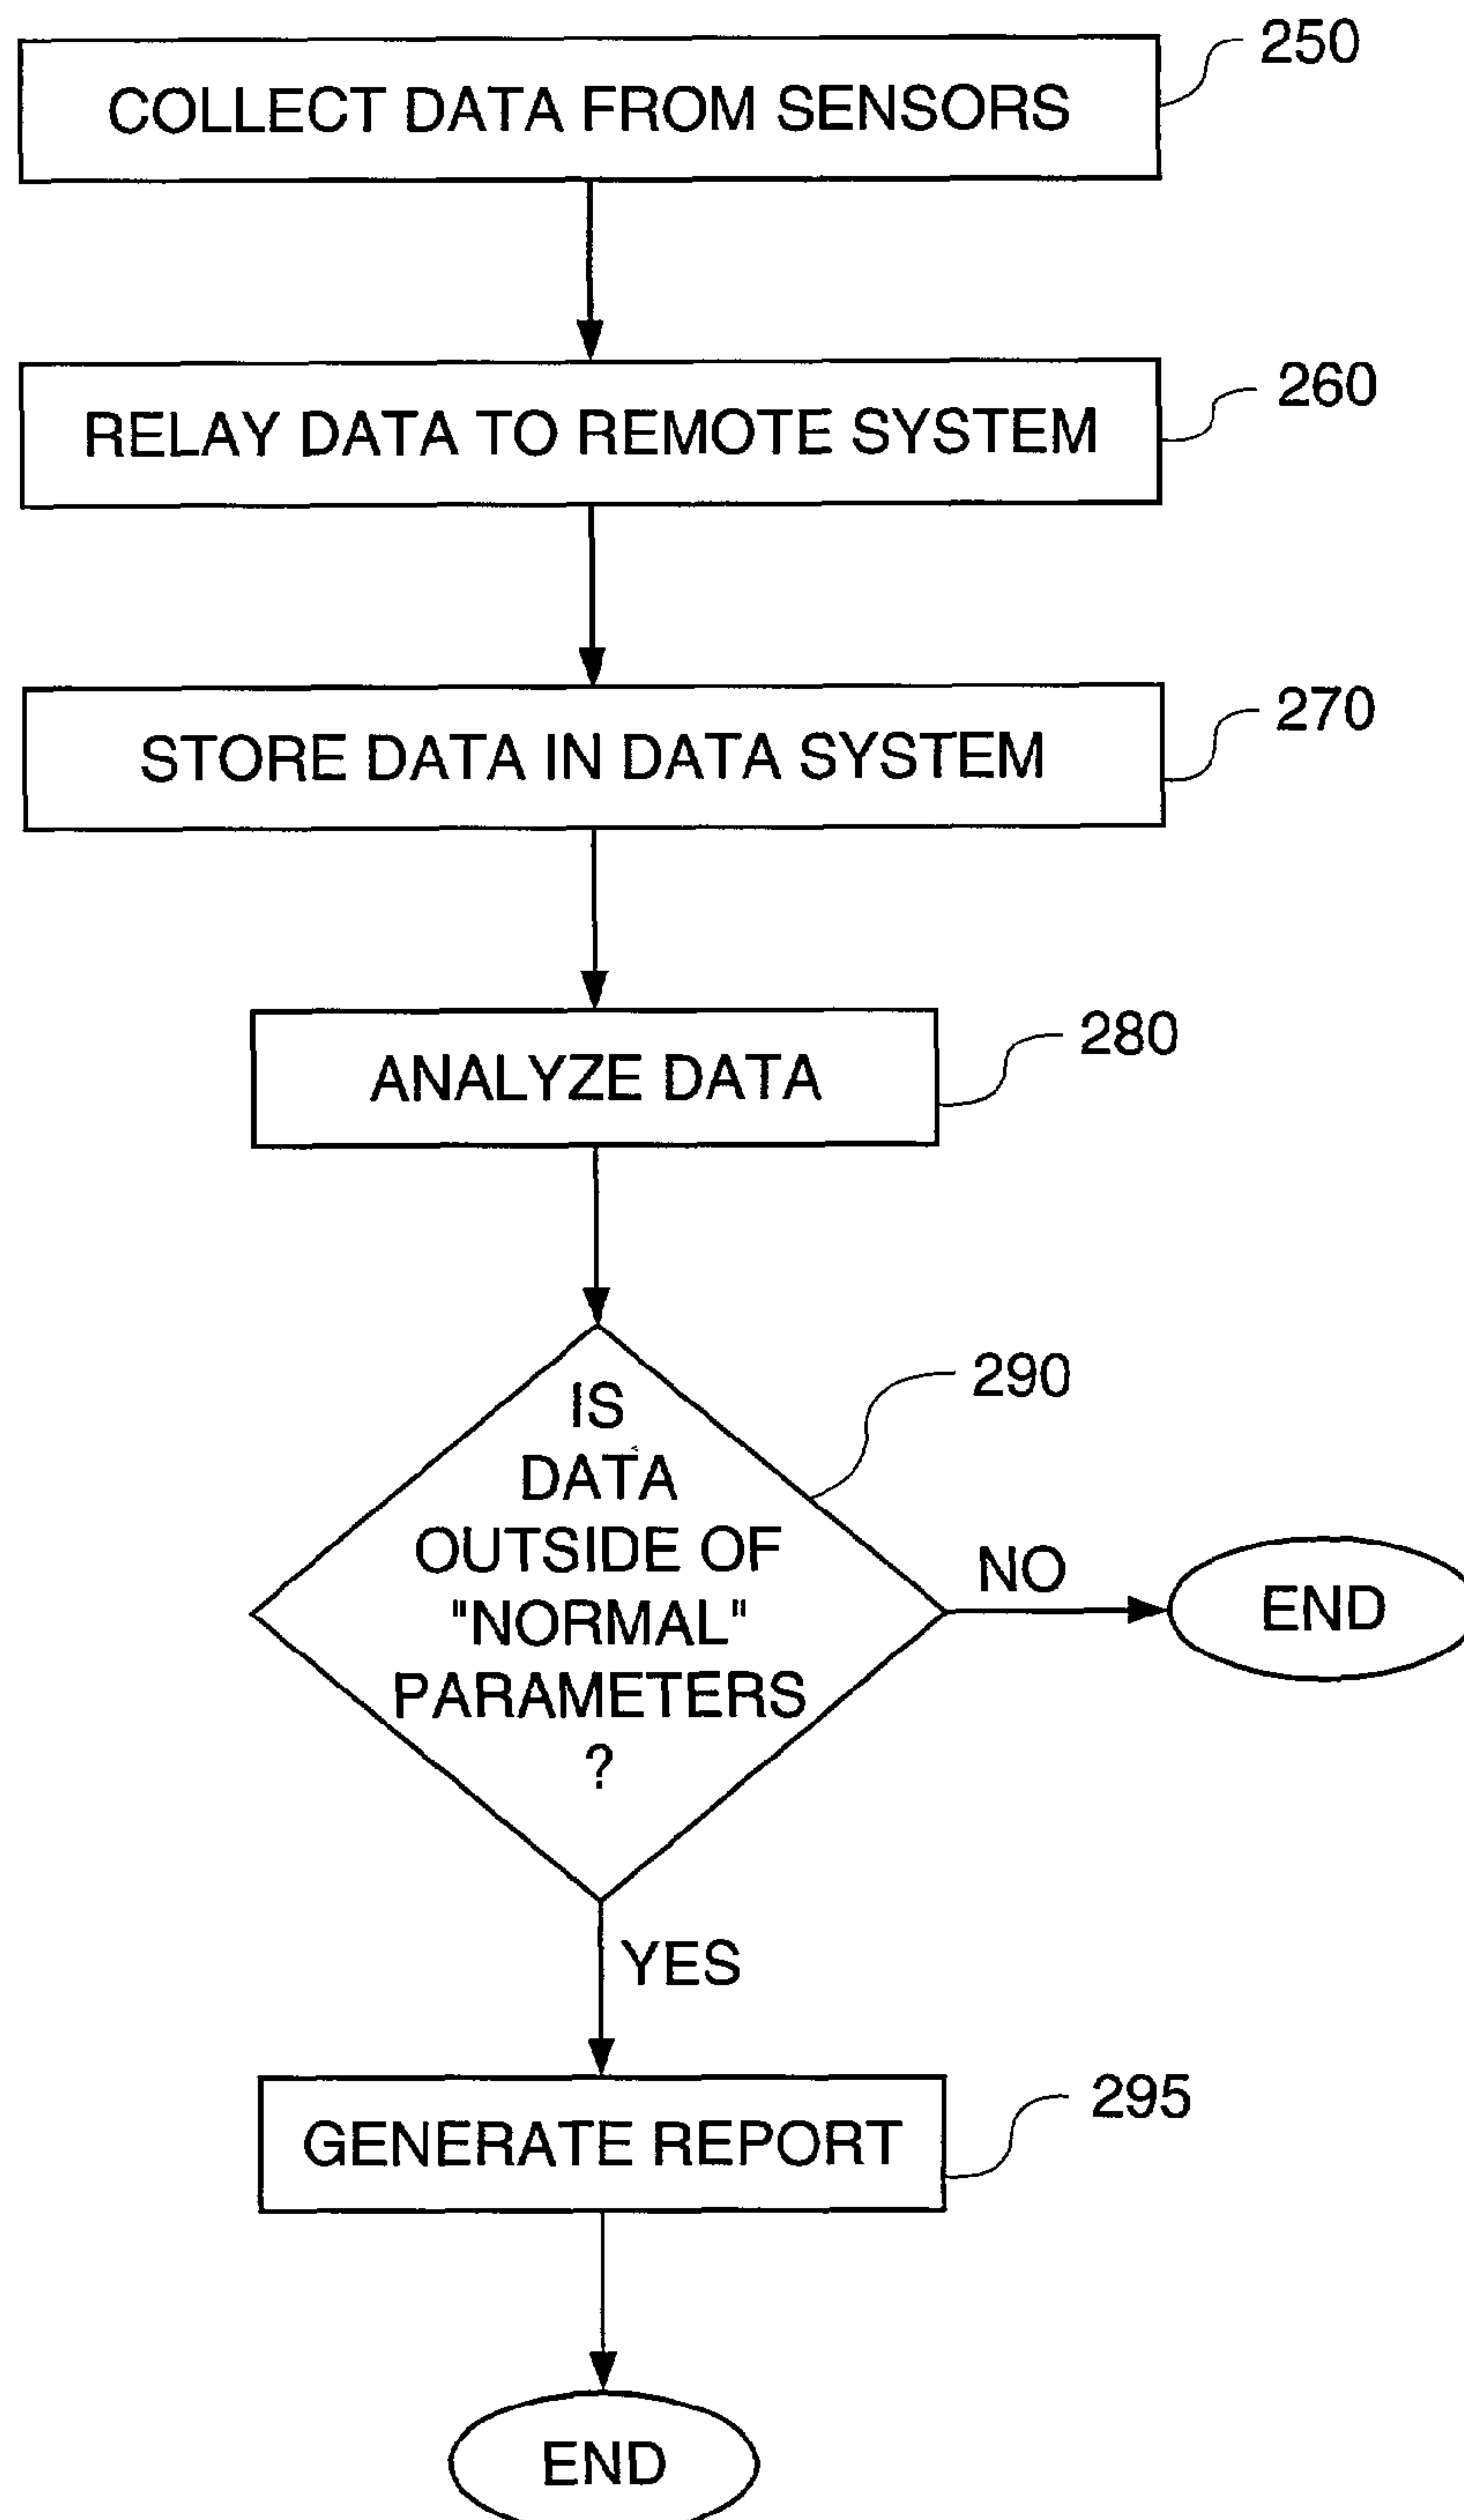 COLLECT DATA FROM SENSORS
250
RELAY DATA TO REMOTE SYSTEM
260
STORE DATA IN DATA SYSTEM
270
ANALYZE DATA
280
290
IS
DATA
OUTSIDE OF
"NORMAL"
PARAMETERS
?
NO
END
YES
GENERATE REPORT
295
END